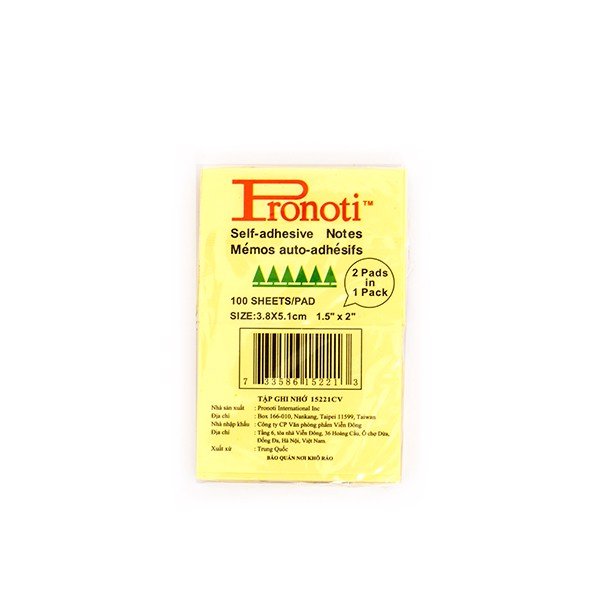 Pronoti™
Self-adhesive Notes
Mémos auto-adhésifs
2 Pads
in
1 Pack
100 SHEETS/PAD
SIZE:3.8X5.1cm 1.5" x 2"
7 33586 15221 3
TẬP GHI NHỚ 15221CV
Nhà sản xuất : Pronoti International Inc
Địa chỉ : Box 166-010, Nankang, Taipei 11599, Taiwan
Nhà nhập khẩu : Công ty CP Văn phòng phẩm Viễn Đông
Địa chỉ : Tầng 6, tòa nhà Viễn Đông, 36 Hoàng Cầu, Ô chợ Dừa,
Đống Đa, Hà Nội, Việt Nam
Xuất xứ : Trung Quốc
BẢO QUẢN NƠI KHÔ RÁO